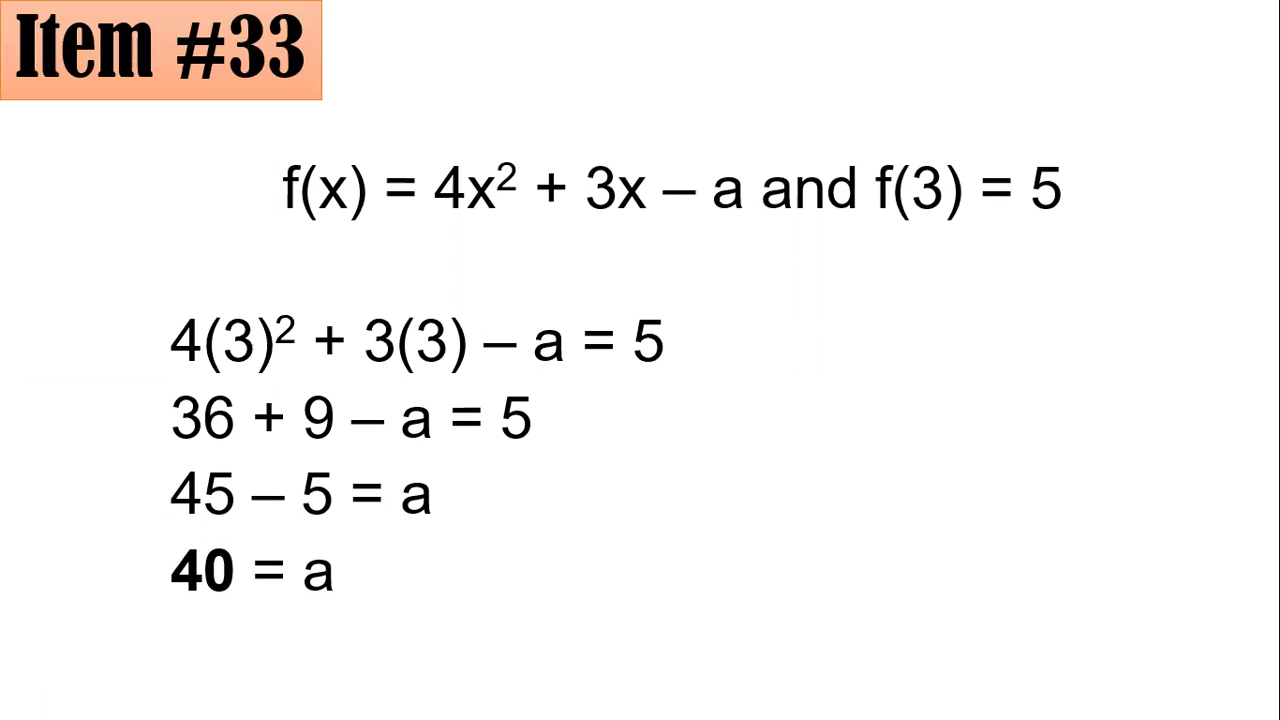 Item #33
f(x) = 4x² + 3x – a and f(3) = 5
4(3)² + 3(3) – a = 5
36 + 9 – a = 5
45 – 5 = a
40 = a